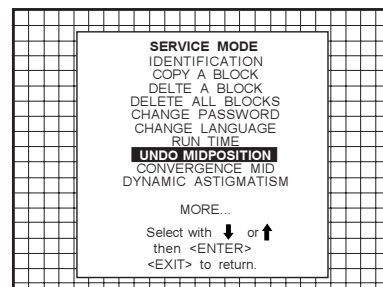 SERVICE MODE
IDENTIFICATION
COPY A BLOCK
DELTE A BLOCK
DELETE ALL BLOCKS
CHANGE PASSWORD
CHANGE LANGUAGE
RUN TIME
UNDO MIDPOSITION
CONVERGENCE MID
DYNAMIC ASTIGMATISM
MORE...
Select with ⬇ or ⬆
then <ENTER>
<EXIT> to return.